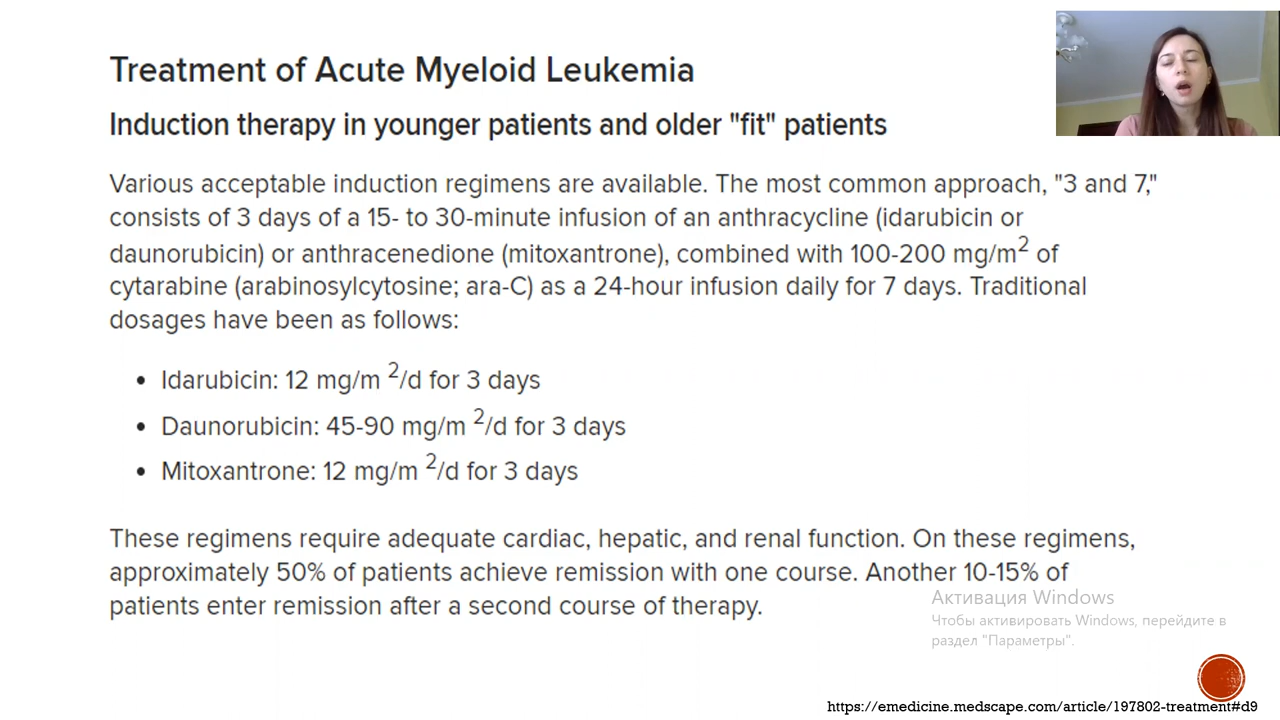 Treatment of Acute Myeloid Leukemia
Induction therapy in younger patients and older "fit" patients
Various acceptable induction regimens are available. The most common approach, "3 and 7,"
consists of 3 days of a 15- to 30-minute infusion of an anthracycline (idarubicin or
daunorubicin) or anthracenedione (mitoxantrone), combined with 100-200 mg/m² of
cytarabine (arabinosylcytosine; ara-C) as a 24-hour infusion daily for 7 days. Traditional
dosages have been as follows:
• Idarubicin: 12 mg/m ²/d for 3 days
• Daunorubicin: 45-90 mg/m ²/d for 3 days
• Mitoxantrone: 12 mg/m ²/d for 3 days
These regimens require adequate cardiac, hepatic, and renal function. On these regimens,
approximately 50% of patients achieve remission with one course. Another 10-15% of
patients enter remission after a second course of therapy.
Активация Windows
Чтобы активировать Windows, перейдите в
раздел "Параметры".
https://emedicine.medscape.com/article/197802-treatment#d9